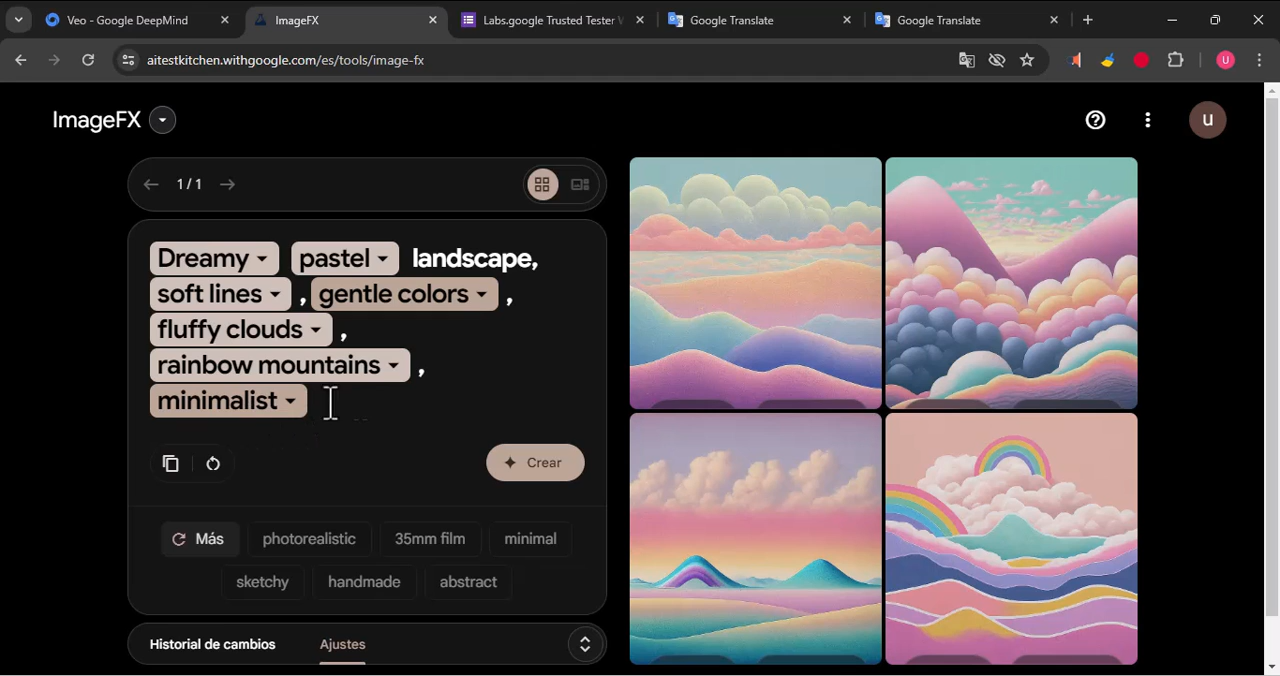 Veo - Google DeepMind
ImageFX
Labs.google Trusted Tester
Google Translate
Google Translate
aitestkitchen.withgoogle.com/es/tools/image-fx
U
ImageFX
u
1 / 1
Dreamy pastel landscape,
soft lines , gentle colors ,
fluffy clouds ,
rainbow mountains ,
minimalist
Crear
Más photorealistic 35mm film minimal
sketchy handmade abstract
Historial de cambios Ajustes